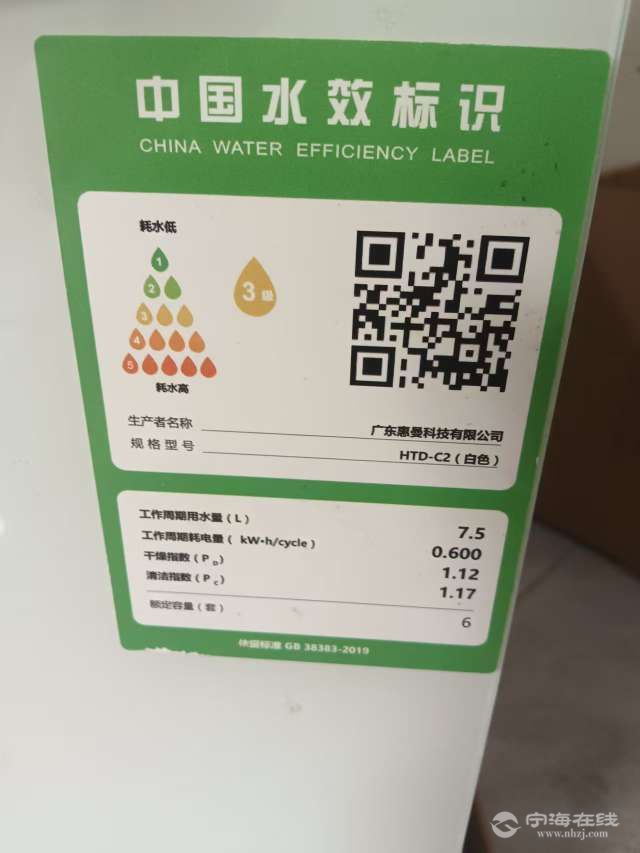 中国水效标识
CHINA WATER EFFICIENCY LABEL
耗水低
1
2
3
4
5
耗水高
3级
生产者名称 广东惠曼科技有限公司
规格型号 HTD-C2（白色）
工作周期用水量（L） 7.5
工作周期耗电量（ kW·h/cycle） 0.600
干燥指数（PD） 1.12
清洁指数（PC） 1.17
额定容量（套） 6
依据标准 GB 38383-2019
宁海在线
www.nhzj.com